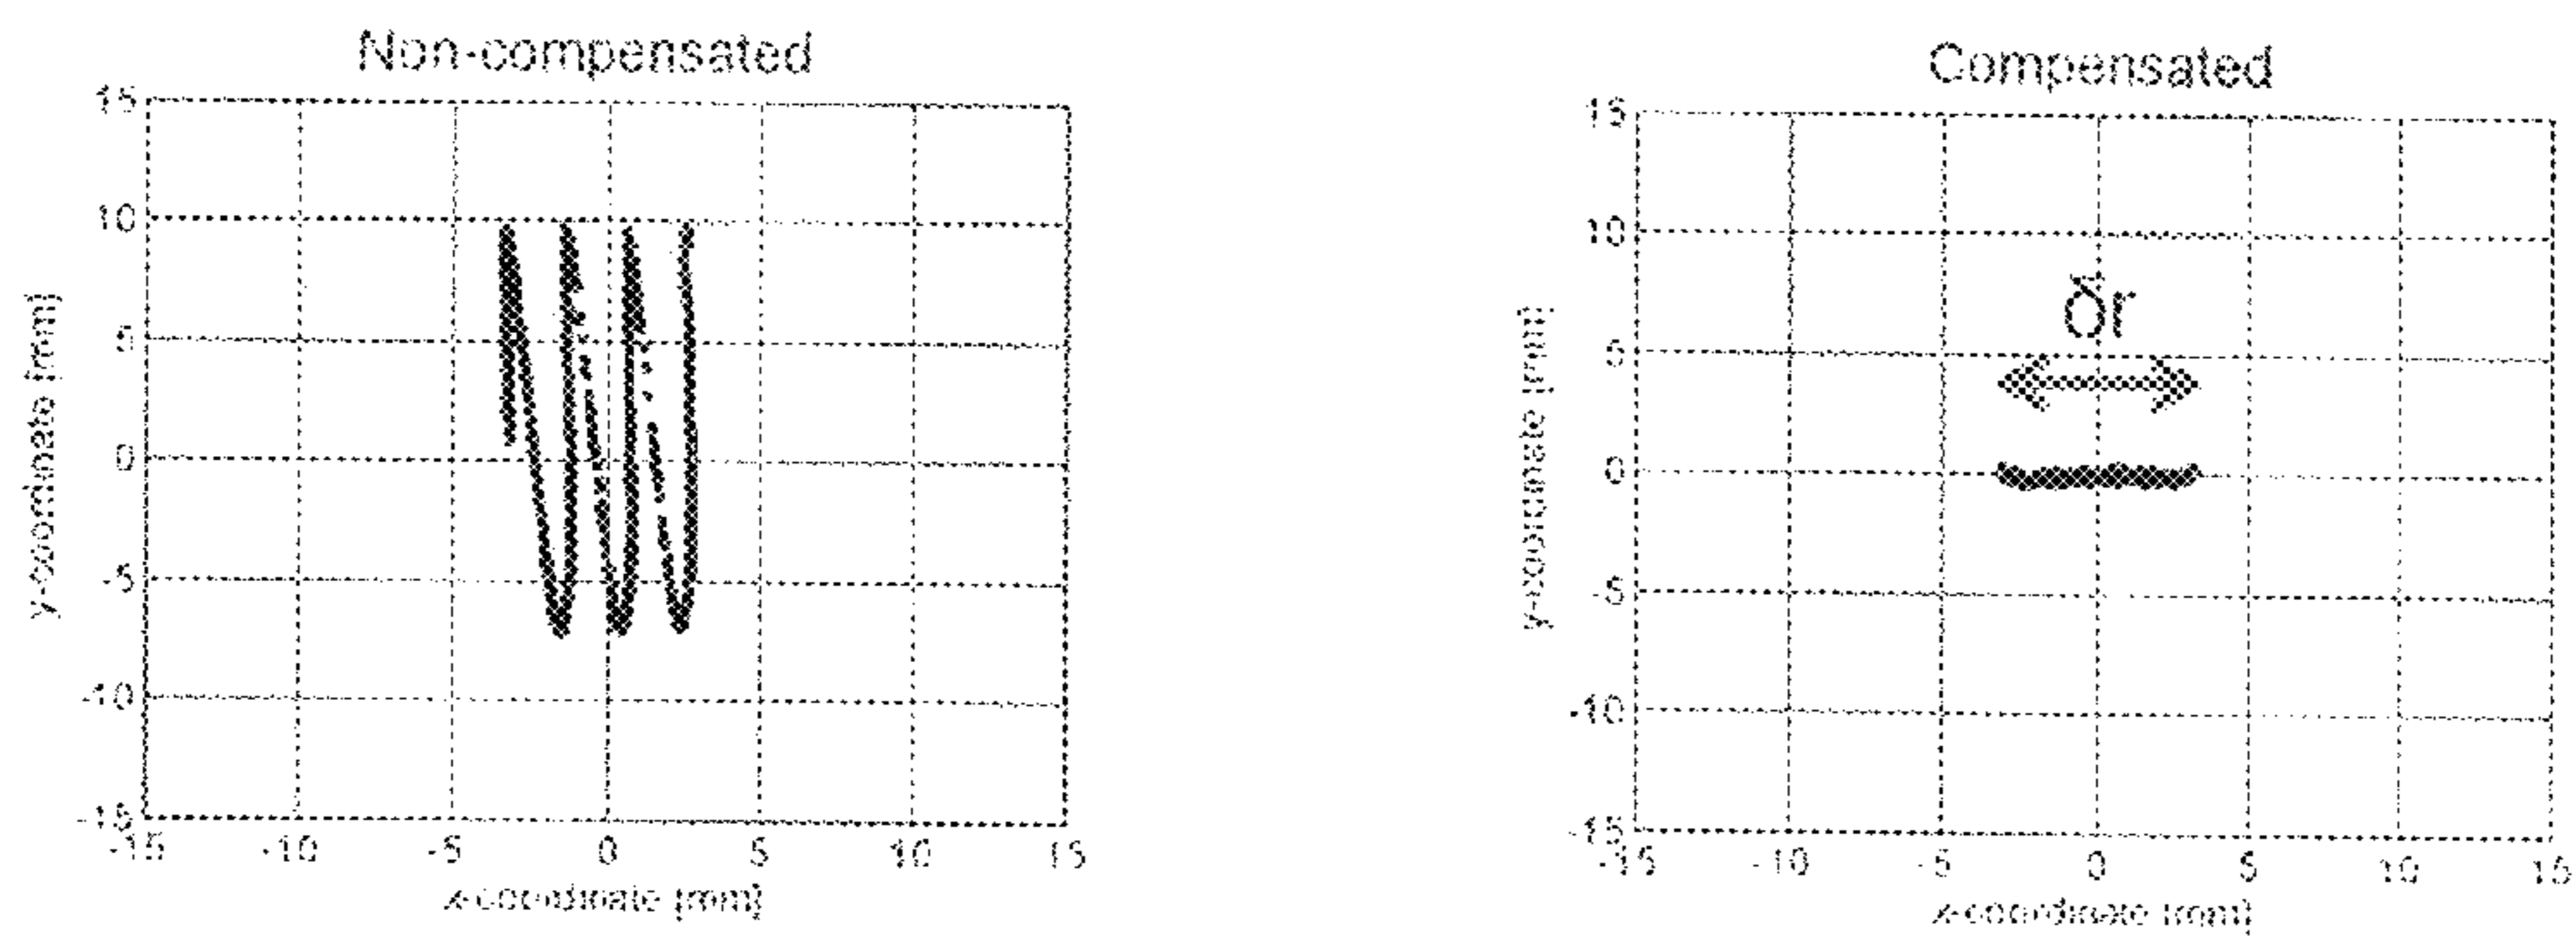 Non-compensated
15
10
5
0
-5
-10
-15
-15 -10 -5 0 5 10 15
x-coordinate [mm]
y-coordinate [mm]
Compensated
15
10
5
0
-5
-10
-15
-15 -10 -5 0 5 10 15
x-coordinate [mm]
y-coordinate [mm]
δr